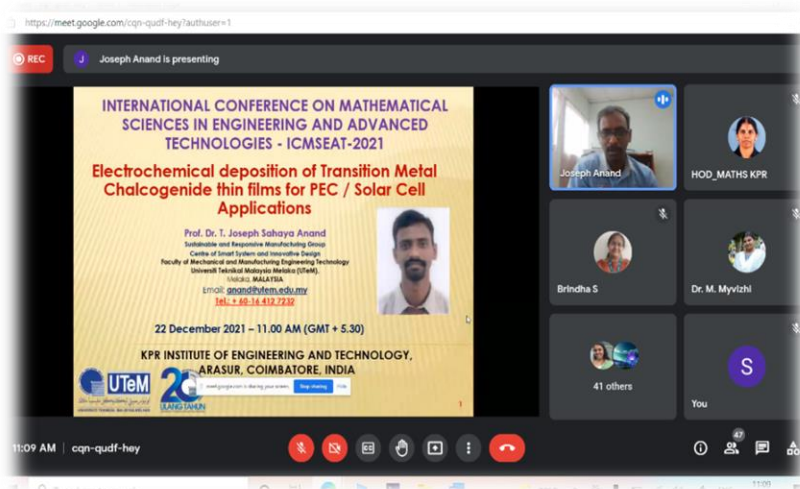 https://meet.google.com/cqn-qudf-hey?authuser=1
REC
J
Joseph Anand is presenting
INTERNATIONAL CONFERENCE ON MATHEMATICAL
SCIENCES IN ENGINEERING AND ADVANCED
TECHNOLOGIES - ICMSEAT-2021
Electrochemical deposition of Transition Metal
Chalcogenide thin films for PEC / Solar Cell
Applications
Prof. Dr. T. Joseph Sahaya Anand
Sustainable and Responsive Manufacturing Group
Centre of Smart System and Innovative Design
Faculty of Mechanical and Manufacturing Engineering Technology
Universiti Teknikal Malaysia Melaka (UTeM),
Melaka, MALAYSIA
Email: anand@utem.edu.my
Tel.: + 60-16 412 7232
22 December 2021 – 11.00 AM (GMT + 5.30)
KPR INSTITUTE OF ENGINEERING AND TECHNOLOGY,
ARASUR, COIMBATORE, INDIA
UTeM
ULANG TAHUN
meet.google.com is sharing your screen.
Stop sharing
Hide
1
Joseph Anand
HOD_MATHS KPR
Brindha S
Dr. M. Myvizhi
41 others
S
You
11:09 AM | cqn-qudf-hey
CC
47
11:09